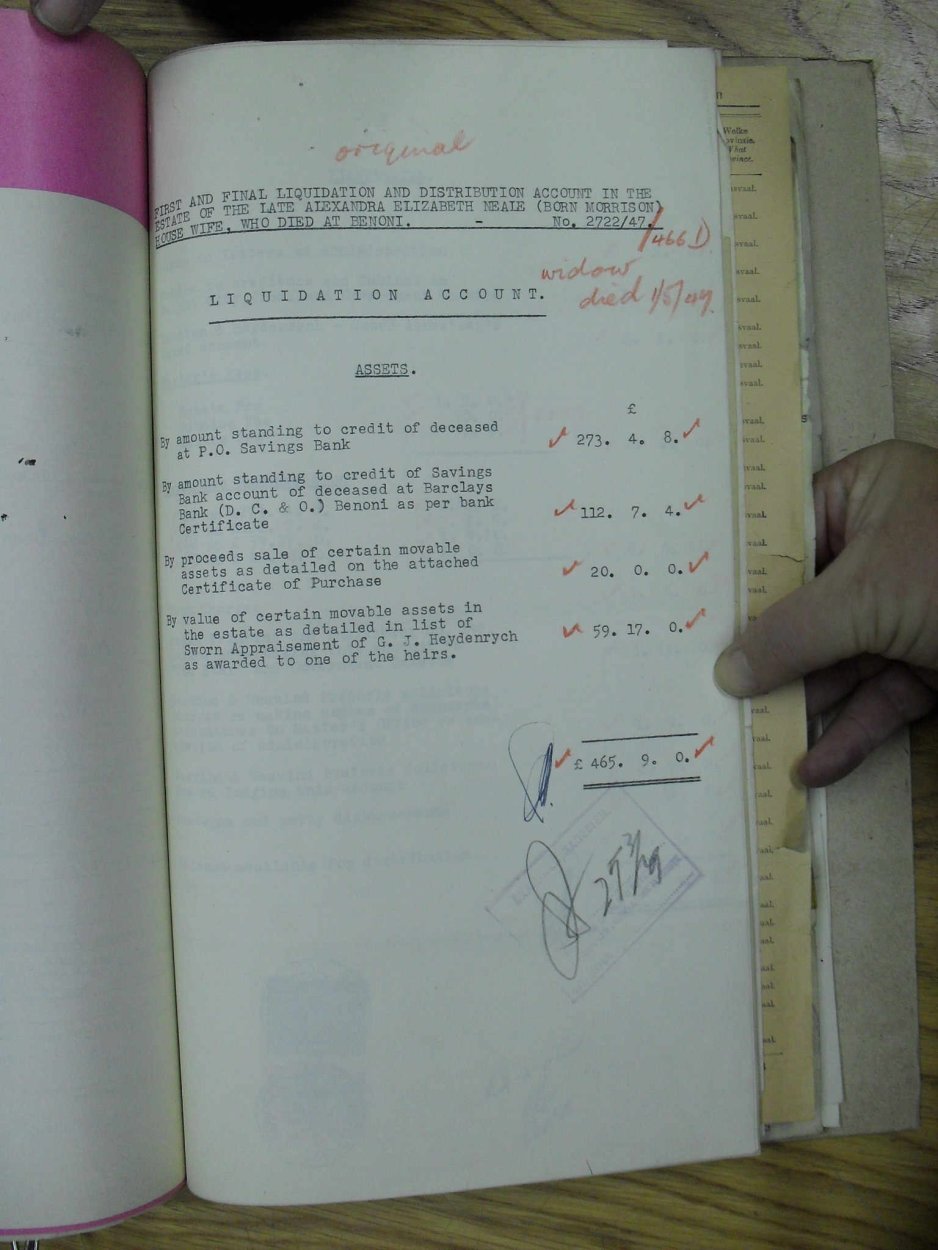 original
FIRST AND FINAL LIQUIDATION AND DISTRIBUTION ACCOUNT IN THE
ESTATE OF THE LATE ALEXANDRA ELIZABETH NEALE (BORN MORRISON)
HOUSE WIFE, WHO DIED AT BENONI. - No. 2722/47.
/466 D
widow
died 1/5/47.
LIQUIDATION ACCOUNT.
ASSETS.
£
By amount standing to credit of deceased
at P.O. Savings Bank 273. 4. 8.
By amount standing to credit of Savings
Bank account of deceased at Barclays
Bank (D. C. & O.) Benoni as per bank
Certificate 112. 7. 4.
By proceeds sale of certain movable
assets as detailed on the attached
Certificate of Purchase 20. 0. 0.
By value of certain movable assets in
the estate as detailed in list of
Sworn Appraisement of G. J. Heydenrych
as awarded to one of the heirs. 59. 17. 0.
£ 465. 9. 0.